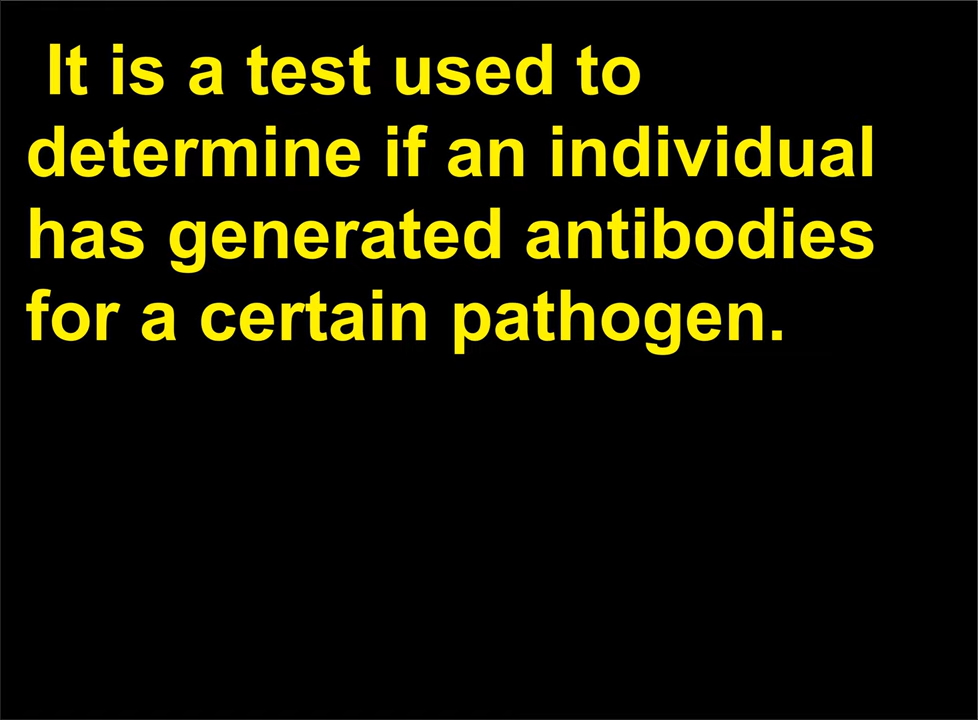 It is a test used to
determine if an individual
has generated antibodies
for a certain pathogen.